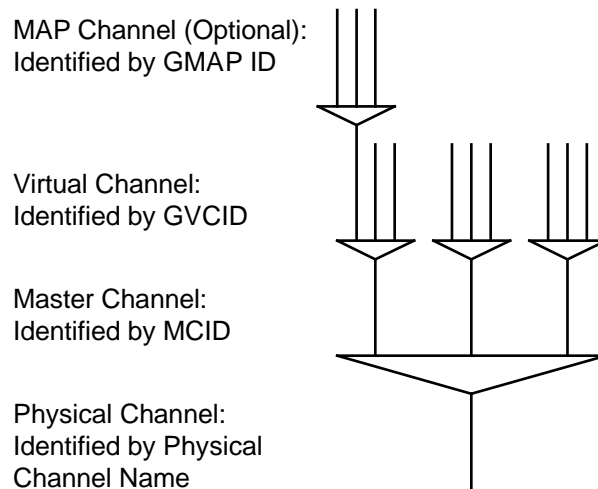 MAP Channel (Optional):
Identified by GMAP ID
Virtual Channel:
Identified by GVCID
Master Channel:
Identified by MCID
Physical Channel:
Identified by Physical
Channel Name